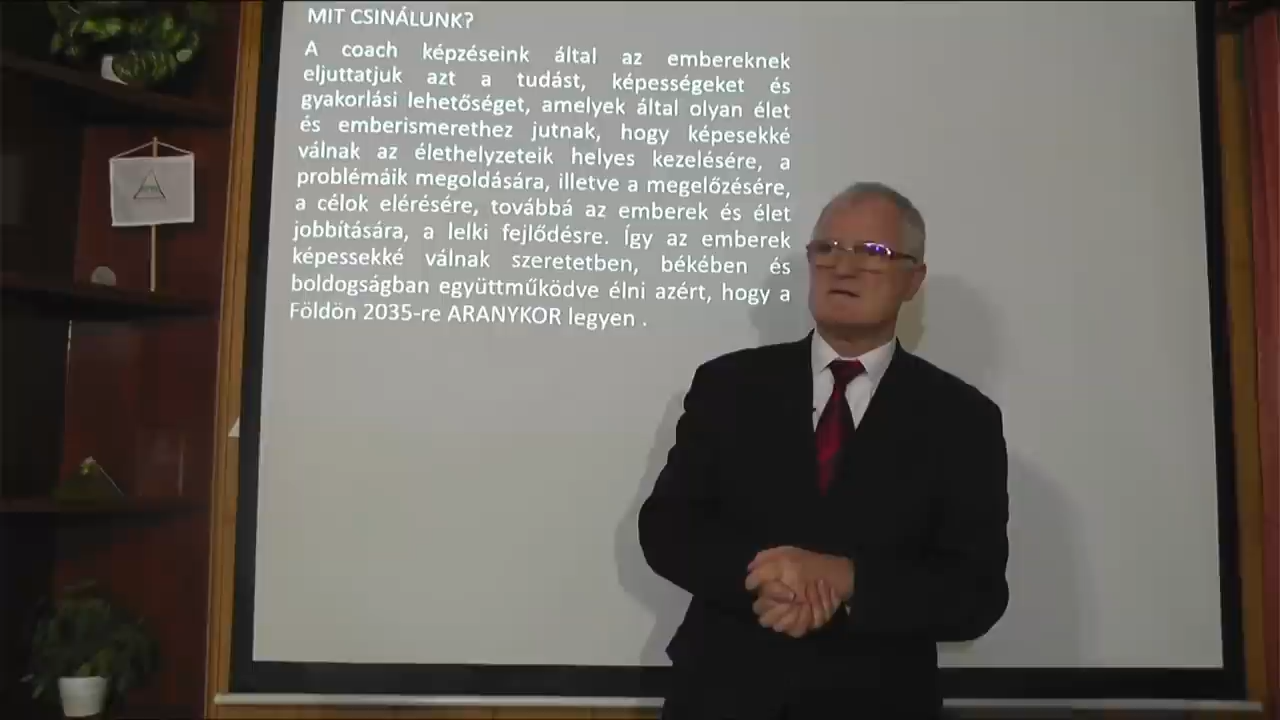 MIT CSINÁLUNK?
A coach képzéseink által az embereknek
eljuttatjuk azt a tudást, képességeket és
gyakorlási lehetőséget, amelyek által olyan élet
és emberismerethez jutnak, hogy képesekké
válnak az élethelyzeteik helyes kezelésére, a
problémáik megoldására, illetve a megelőzésére,
a célok elérésére, továbbá az emberek és élet
jobbítására, a lelki fejlődésre. Így az emberek
képessekké válnak szeretetben, békében és
boldogságban együttműködve élni azért, hogy a
Földön 2035-re ARANYKOR legyen .